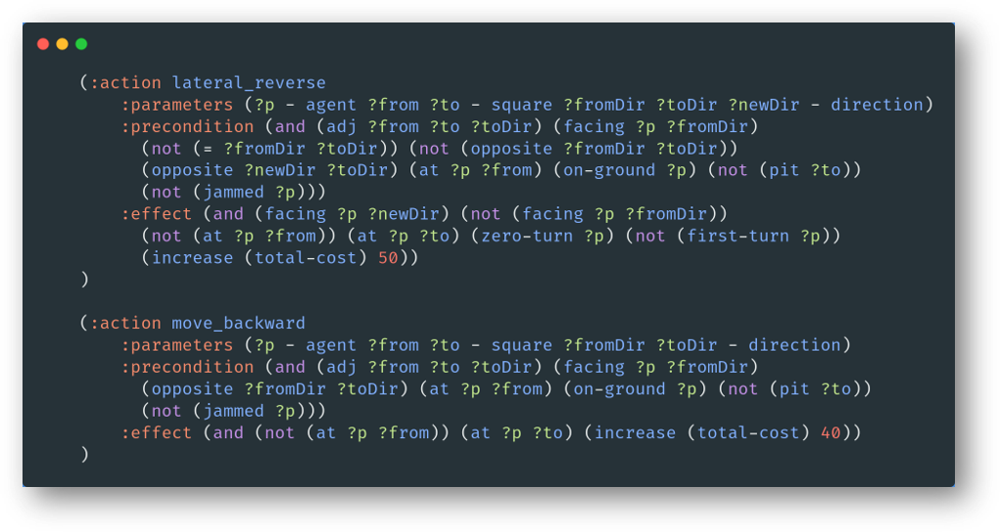 (:action lateral_reverse
:parameters (?p - agent ?from ?to - square ?fromDir ?toDir ?newDir - direction)
:precondition (and (adj ?from ?to ?toDir) (facing ?p ?fromDir)
(not (= ?fromDir ?toDir)) (not (opposite ?fromDir ?toDir))
(opposite ?newDir ?toDir) (at ?p ?from) (on-ground ?p) (not (pit ?to))
(not (jammed ?p)))
:effect (and (facing ?p ?newDir) (not (facing ?p ?fromDir))
(not (at ?p ?from)) (at ?p ?to) (zero-turn ?p) (not (first-turn ?p))
(increase (total-cost) 50))
)
(:action move_backward
:parameters (?p - agent ?from ?to - square ?fromDir ?toDir - direction)
:precondition (and (adj ?from ?to ?toDir) (facing ?p ?fromDir)
(opposite ?fromDir ?toDir) (at ?p ?from) (on-ground ?p) (not (pit ?to))
(not (jammed ?p)))
:effect (and (not (at ?p ?from)) (at ?p ?to) (increase (total-cost) 40))
)